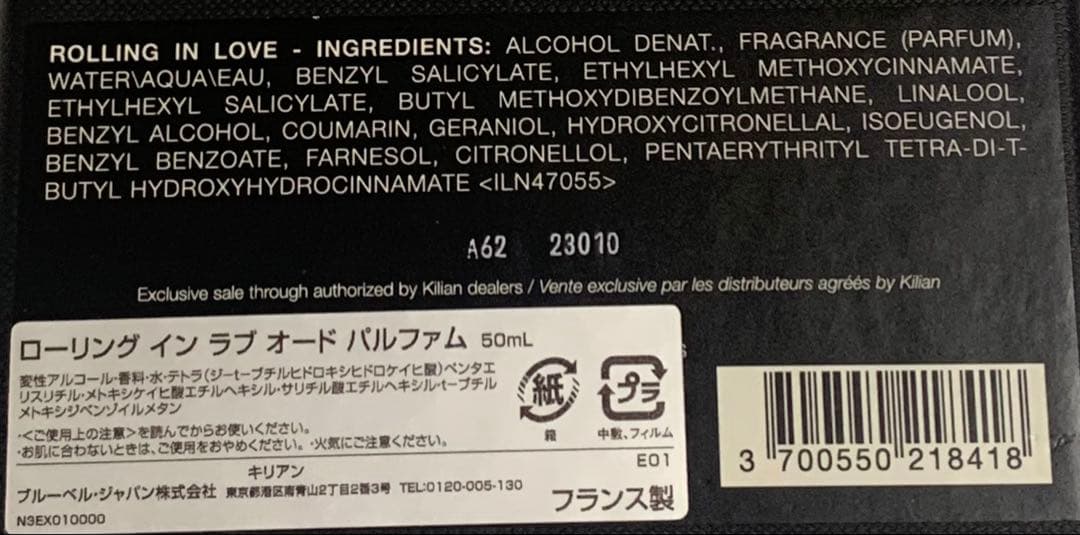 ROLLING IN LOVE - INGREDIENTS: ALCOHOL DENAT., FRAGRANCE (PARFUM),
WATER\AQUA\EAU, BENZYL SALICYLATE, ETHYLHEXYL METHOXYCINNAMATE,
ETHYLHEXYL SALICYLATE, BUTYL METHOXYDIBENZOYLMETHANE, LINALOOL,
BENZYL ALCOHOL, COUMARIN, GERANIOL, HYDROXYCITRONELLAL, ISOEUGENOL,
BENZYL BENZOATE, FARNESOL, CITRONELLOL, PENTAERYTHRITYL TETRA-DI-T-
BUTYL HYDROXYHYDROCINNAMATE <ILN47055>
A62 23010
Exclusive sale through authorized by Kilian dealers / Vente exclusive par les distributeurs agréés by Kilian
ローリング イン ラブ オード パルファム 50mL
変性アルコール・香料・水・テトラ(ジーt-ブチルヒドロキシヒドロケイヒ酸)ペンタエ
リスリチル・メトキシケイヒ酸エチルヘキシル・サリチル酸エチルヘキシル・t-ブチル
メトキシジベンゾイルメタン
・<ご使用上の注意>を読んでからお使いください。
・お肌に合わないときは、ご使用をおやめください。・火気にご注意ください。
紙
箱
プラ
中敷、フィルム
E01
キリアン
ブルーベル・ジャパン株式会社 東京都港区南青山2丁目2番3号 TEL:0120-005-130
フランス製
N3EX010000
3 700550 218418